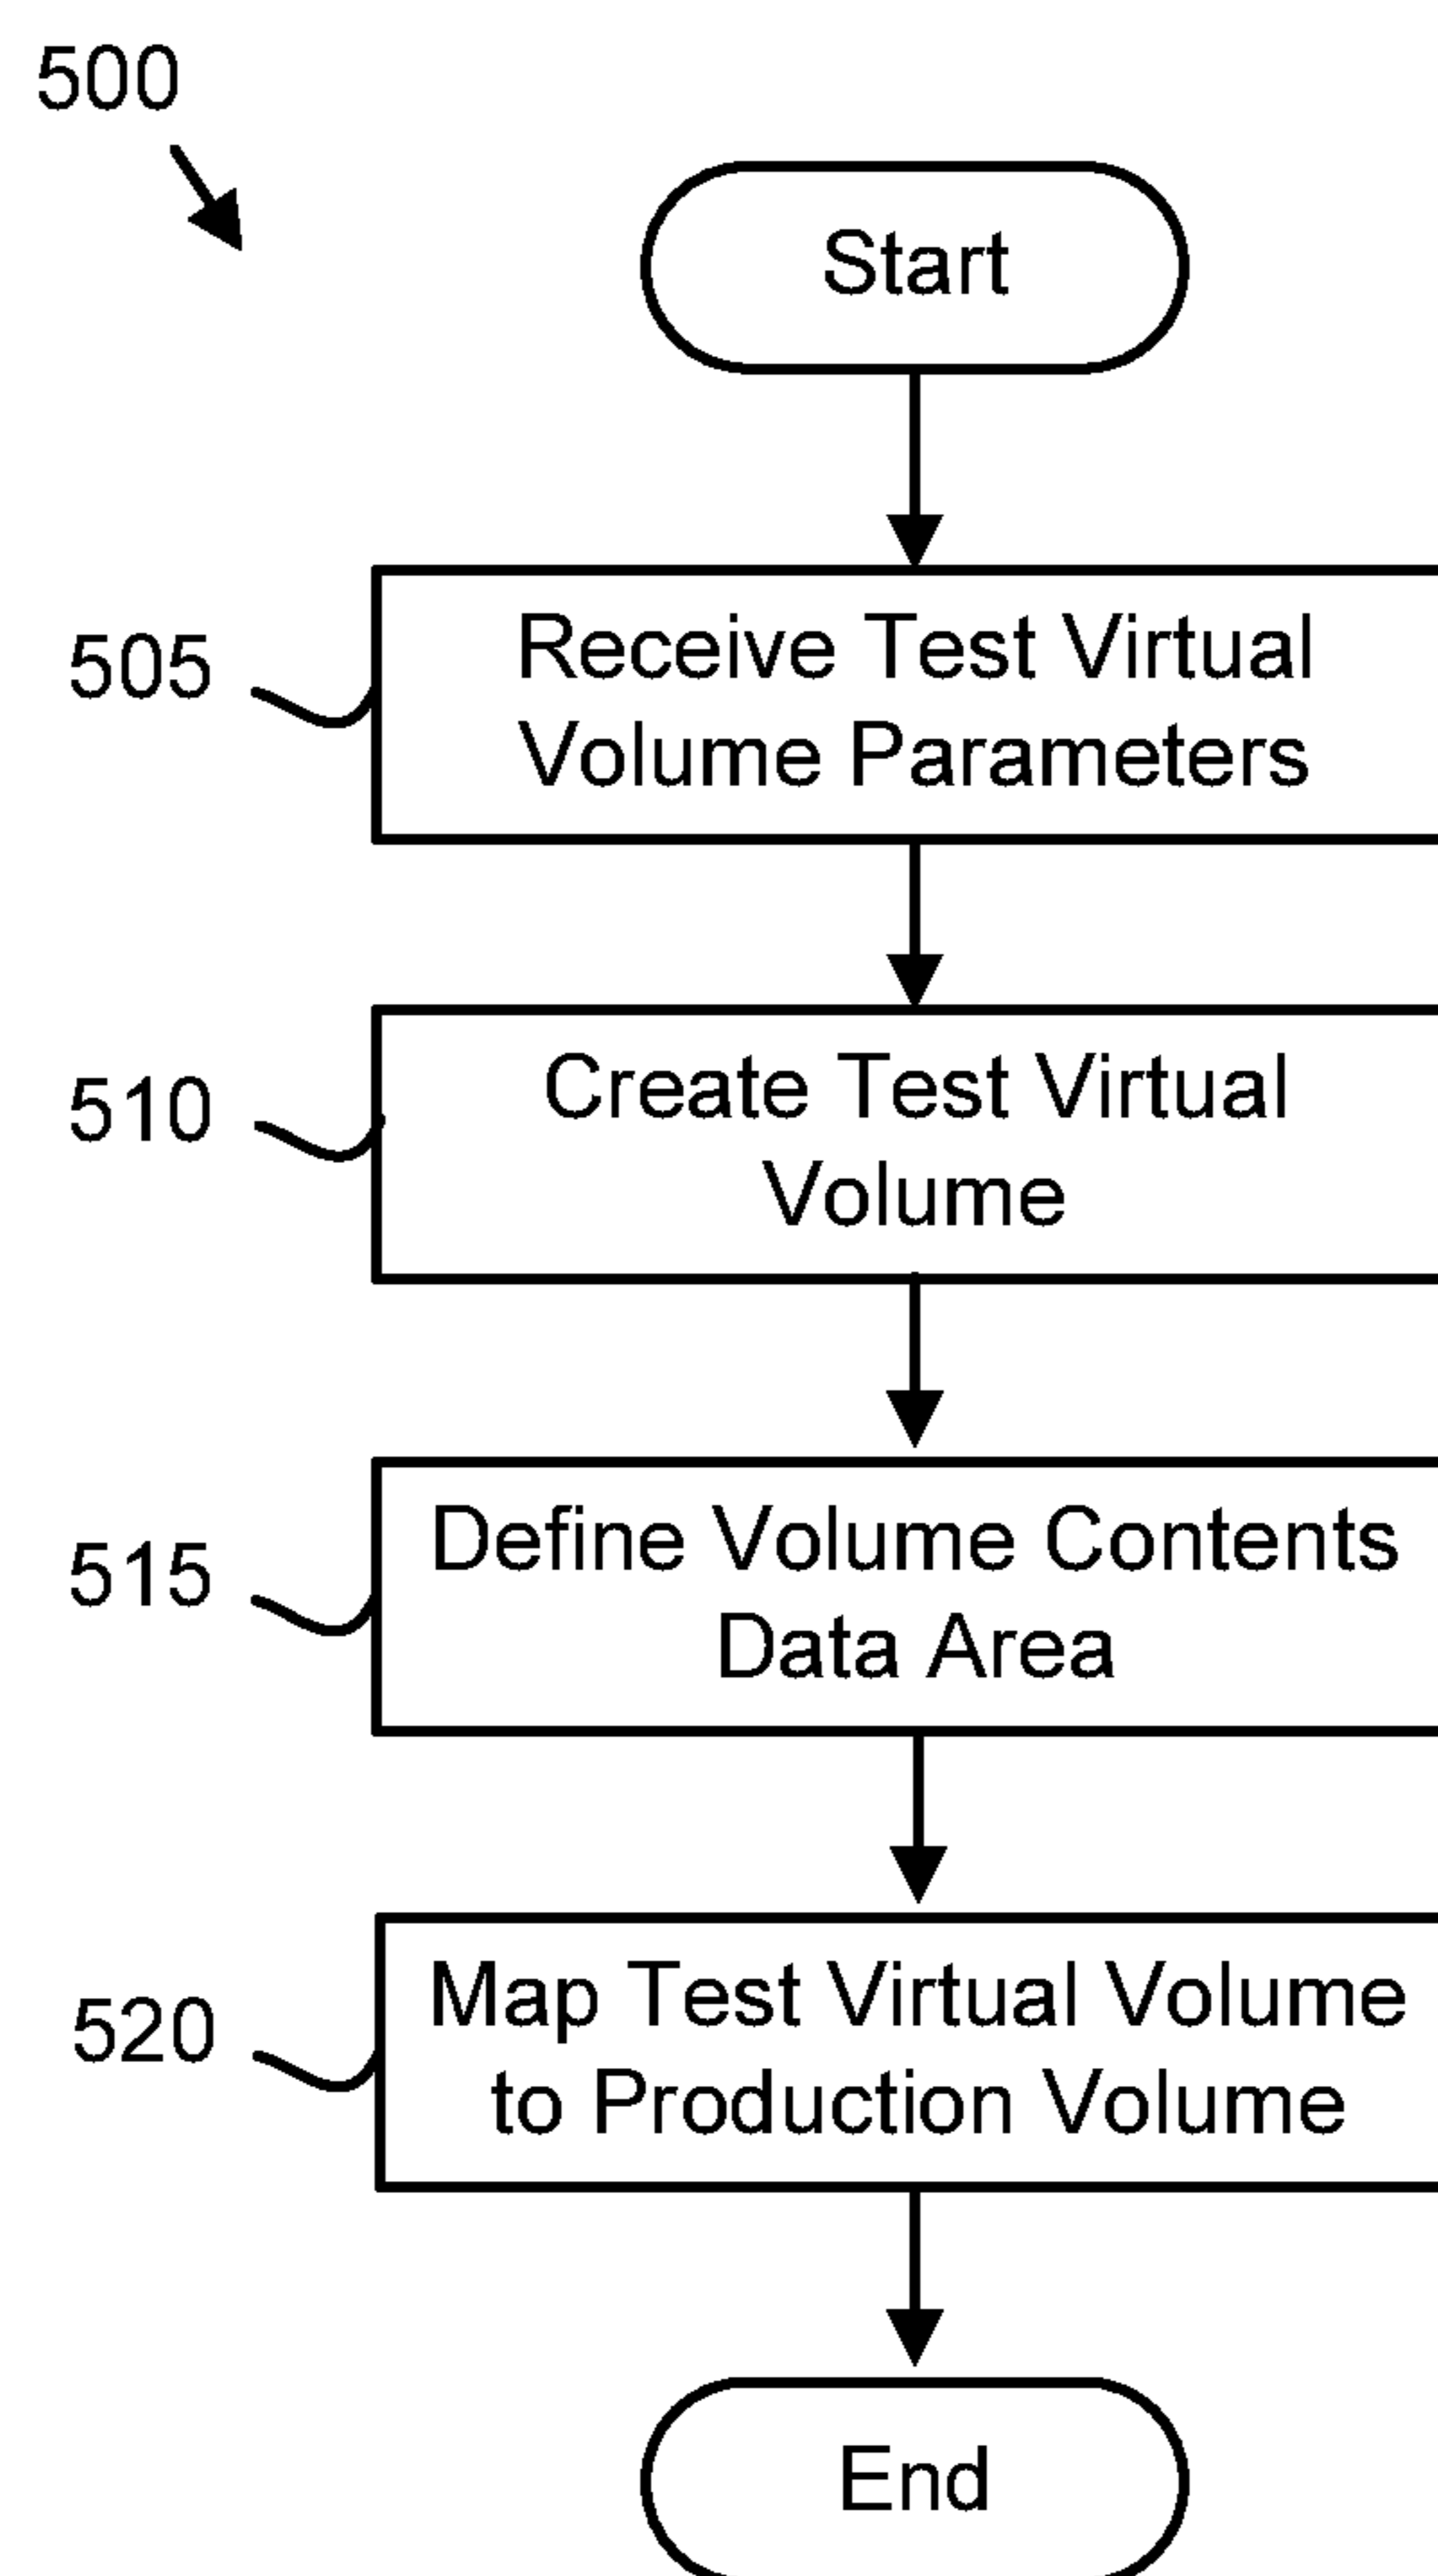 500
Start
505
Receive Test Virtual
Volume Parameters
510
Create Test Virtual
Volume
515
Define Volume Contents
Data Area
520
Map Test Virtual Volume
to Production Volume
End